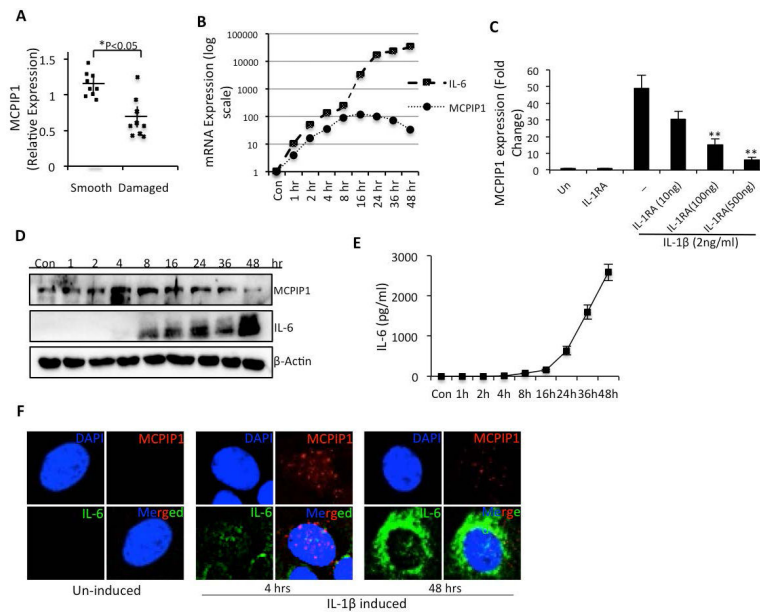 A
*P<0.05
MCPIP1
(Relative Expression)
1.5
1
0.5
0
Smooth Damaged
B
mRNA Expression (log
scale)
100000
10000
1000
100
10
1
Con
1 hr
2 hr
4 hr
8 hr
16 hr
24 hr
36 hr
48 hr
IL-6
MCPIP1
C
MCPIP1 expression (Fold
Change)
60
50
40
30
20
10
0
**
**
Un
IL-1RA
–
IL-1RA (10ng)
IL-1RA(100ng)
IL-1RA(500ng)
IL-1β (2ng/ml)
D
Con 1 2 4 8 16 24 36 48 hr
MCPIP1
IL-6
β-Actin
E
IL-6 (pg/ml)
3000
2000
1000
0
Con 1h 2h 4h 8h 16h 24h 36h 48h
F
DAPI MCPIP1 DAPI MCPIP1 DAPI MCPIP1
IL-6 Merged IL-6 Merged IL-6 Merge
Un-induced
4 hrs 48 hrs
IL-1β induced